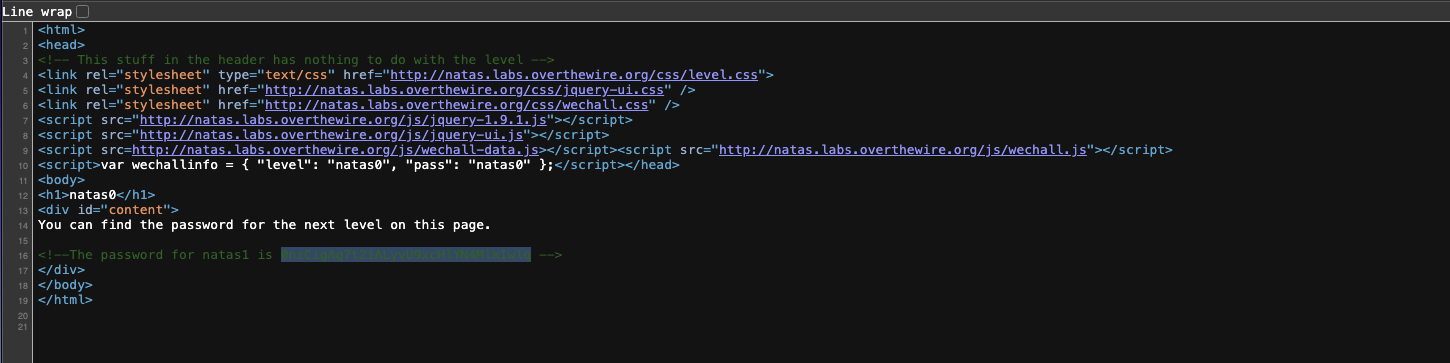 Line wrap
1 <html>
2 <head>
3 <!-- This stuff in the header has nothing to do with the level -->
4 <link rel="stylesheet" type="text/css" href="http://natas.labs.overthewire.org/css/level.css">
5 <link rel="stylesheet" href="http://natas.labs.overthewire.org/css/jquery-ui.css" />
6 <link rel="stylesheet" href="http://natas.labs.overthewire.org/css/wechall.css" />
7 <script src="http://natas.labs.overthewire.org/js/jquery-1.9.1.js"></script>
8 <script src="http://natas.labs.overthewire.org/js/jquery-ui.js"></script>
9 <script src=http://natas.labs.overthewire.org/js/wechall-data.js></script><script src="http://natas.labs.overthewire.org/js/wechall.js"></script>
10 <script>var wechallinfo = { "level": "natas0", "pass": "natas0" };</script></head>
11 <body>
12 <h1>natas0</h1>
13 <div id="content">
14 You can find the password for the next level on this page.
15
16 <!--The password for natas1 is -->
17 </div>
18 </body>
19 </html>
20
21